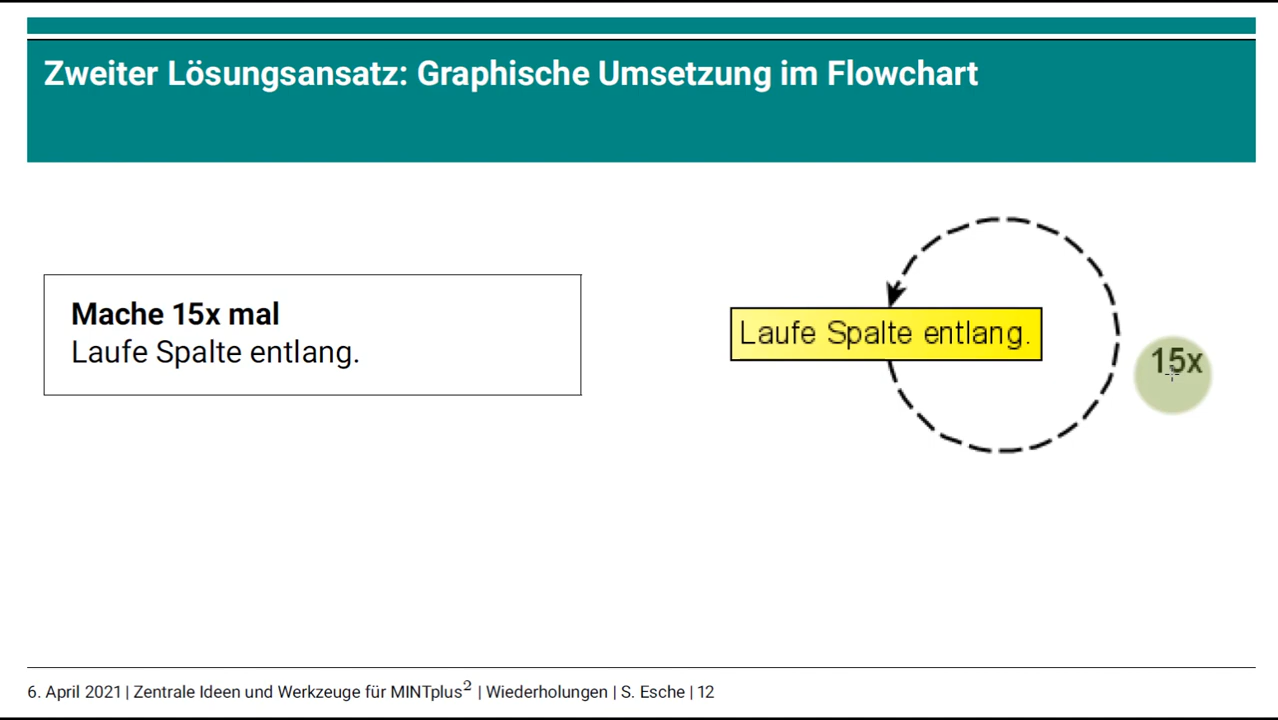 Zweiter Lösungsansatz: Graphische Umsetzung im Flowchart
Mache 15x mal
Laufe Spalte entlang.
Laufe Spalte entlang.
15x
6. April 2021 | Zentrale Ideen und Werkzeuge für MINTplus² | Wiederholungen | S. Esche | 12